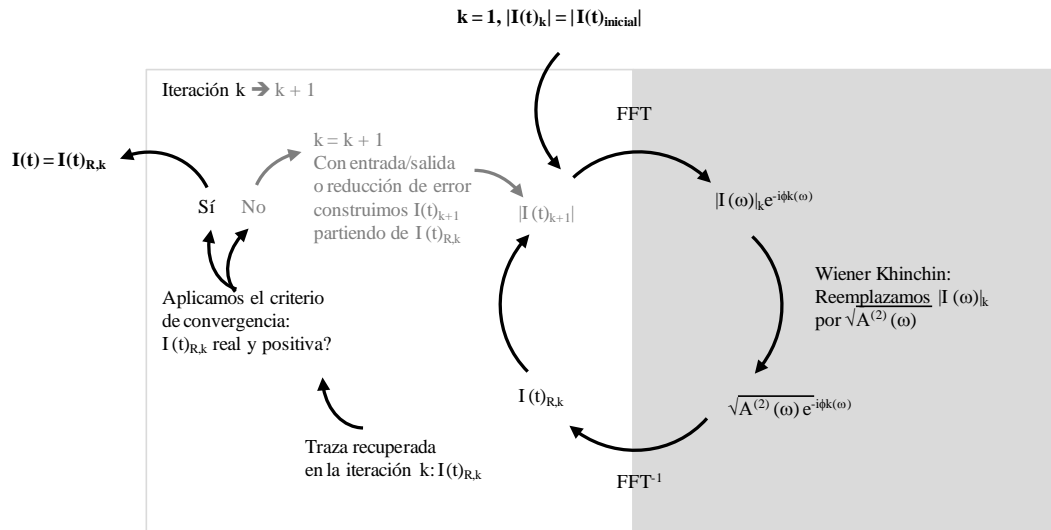 k = 1, |I(t)ₖ| = |I(t)inicial|
Iteración k ➔ k + 1
FFT
k = k + 1
Con entrada/salida
o reducción de error
construimos I(t)k+1
partiendo de I (t)R,k
I(t) = I(t)R,k
Sí
No
|I (t)k+1|
|I (ω)|k e-iϕk(ω)
Wiener Khinchin:
Reemplazamos |I (ω)|k
por √A(2) (ω)
Aplicamos el criterio
de convergencia:
I (t)R,k real y positiva?
I (t)R,k
√A(2) (ω) e-iϕk(ω)
Traza recuperada
en la iteración k: I(t)R,k
FFT-1